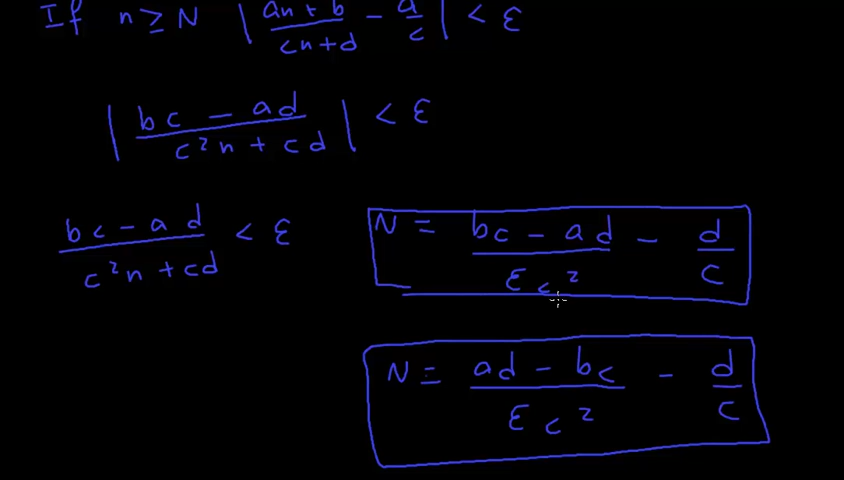 If n ≥ N |an + b / cn + d − a / c| < ε
|bc − ad / c²n + cd| < ε
bc − ad / c²n + cd < ε
N = bc − ad / εc² − d / c
N = ad − bc / εc² − d / c